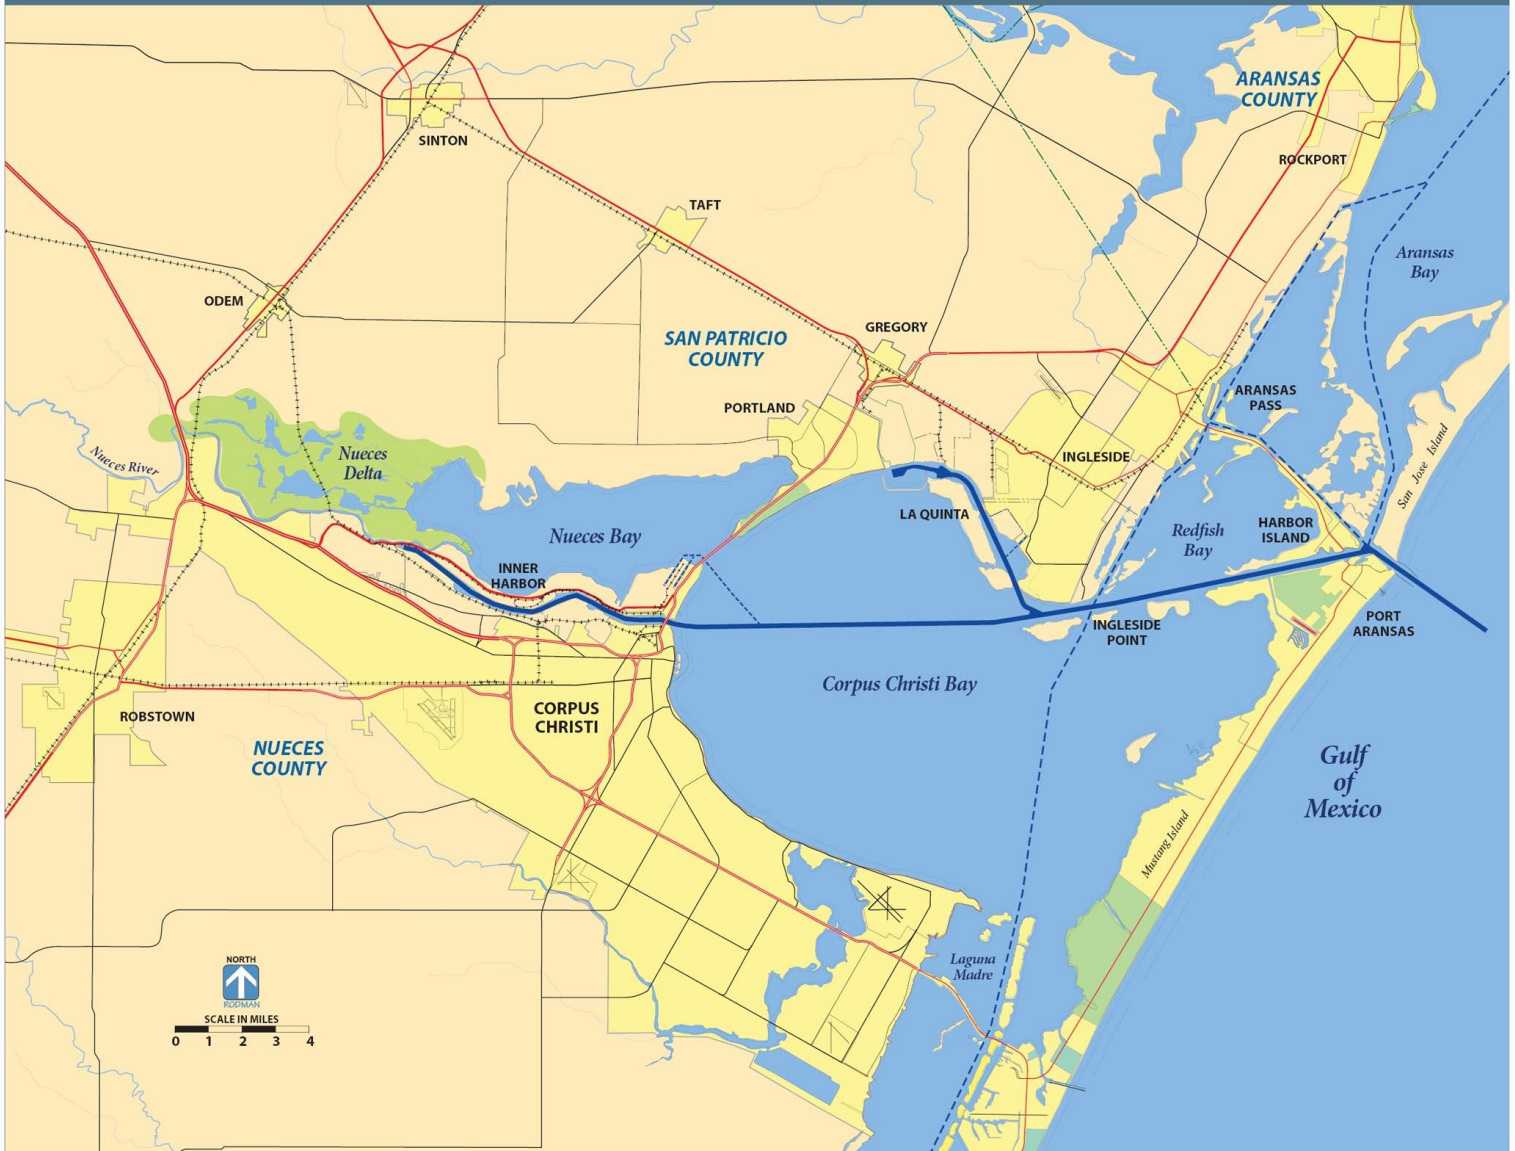 ARANSAS
COUNTY
SINTON
ROCKPORT
TAFT
Aransas
Bay
ODEM
SAN PATRICIO
COUNTY
GREGORY
ARANSAS
PASS
PORTLAND
San Jose Island
Nueces River
Nueces
Delta
INGLESIDE
LA QUINTA
Redfish
Bay
HARBOR
ISLAND
Nueces Bay
INNER
HARBOR
INGLESIDE
POINT
PORT
ARANSAS
Corpus Christi Bay
CORPUS
CHRISTI
ROBSTOWN
NUECES
COUNTY
Gulf
of
Mexico
Mustang Island
Laguna
Madre
NORTH
RODMAN
SCALE IN MILES
0 1 2 3 4